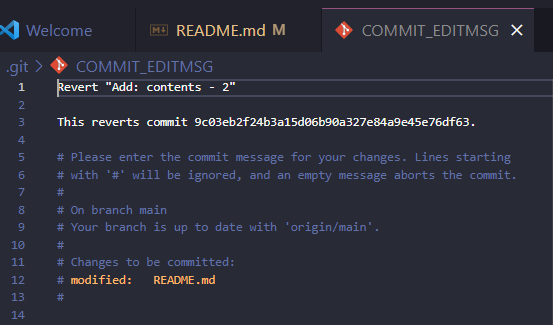 Welcome README.md M COMMIT_EDITMSG
.git > COMMIT_EDITMSG
1 Revert "Add: contents - 2"
2
3 This reverts commit 9c03eb2f24b3a15d06b90a327e84a9e45e76df63.
4
5 # Please enter the commit message for your changes. Lines starting
6 # with '#' will be ignored, and an empty message aborts the commit.
7 #
8 # On branch main
9 # Your branch is up to date with 'origin/main'.
10 #
11 # Changes to be committed:
12 # modified:   README.md
13 #
14